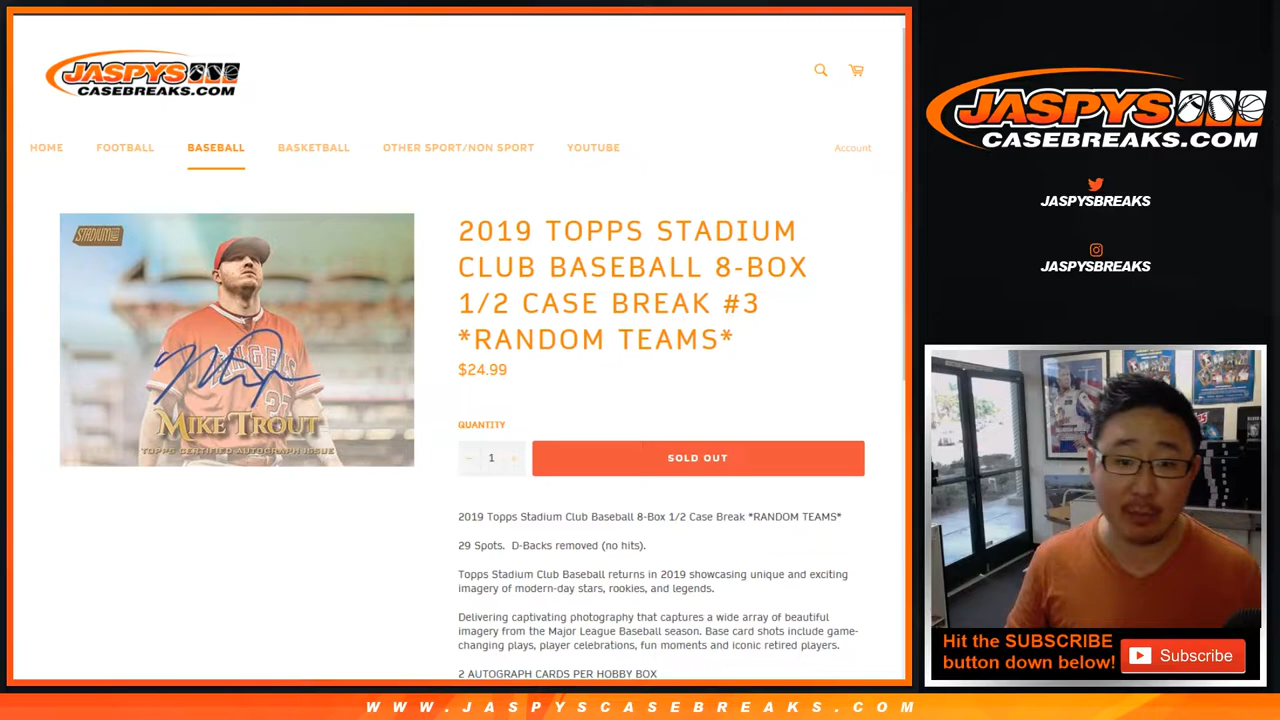 JASPYS
CASEBREAKS.COM
HOME
FOOTBALL
BASEBALL
BASKETBALL
OTHER SPORT/NON SPORT
YOUTUBE
Account
STADIUM CLUB
ANGELS
27
MIKE TROUT
TOPPS CERTIFIED AUTOGRAPH ISSUE
2019 TOPPS STADIUM
CLUB BASEBALL 8-BOX
1/2 CASE BREAK #3
*RANDOM TEAMS*
$24.99
QUANTITY
− 1 +
SOLD OUT
2019 Topps Stadium Club Baseball 8-Box 1/2 Case Break *RANDOM TEAMS*
29 Spots. D-Backs removed (no hits).
Topps Stadium Club Baseball returns in 2019 showcasing unique and exciting
imagery of modern-day stars, rookies, and legends.
Delivering captivating photography that captures a wide array of beautiful
imagery from the Major League Baseball season. Base card shots include game-
changing plays, player celebrations, fun moments and iconic retired players.
2 AUTOGRAPH CARDS PER HOBBY BOX
JASPYS
CASEBREAKS.COM
JASPYSBREAKS
JASPYSBREAKS
Hit the SUBSCRIBE
button down below!
Subscribe
WWW.JASPYSCASEBREAKS.COM